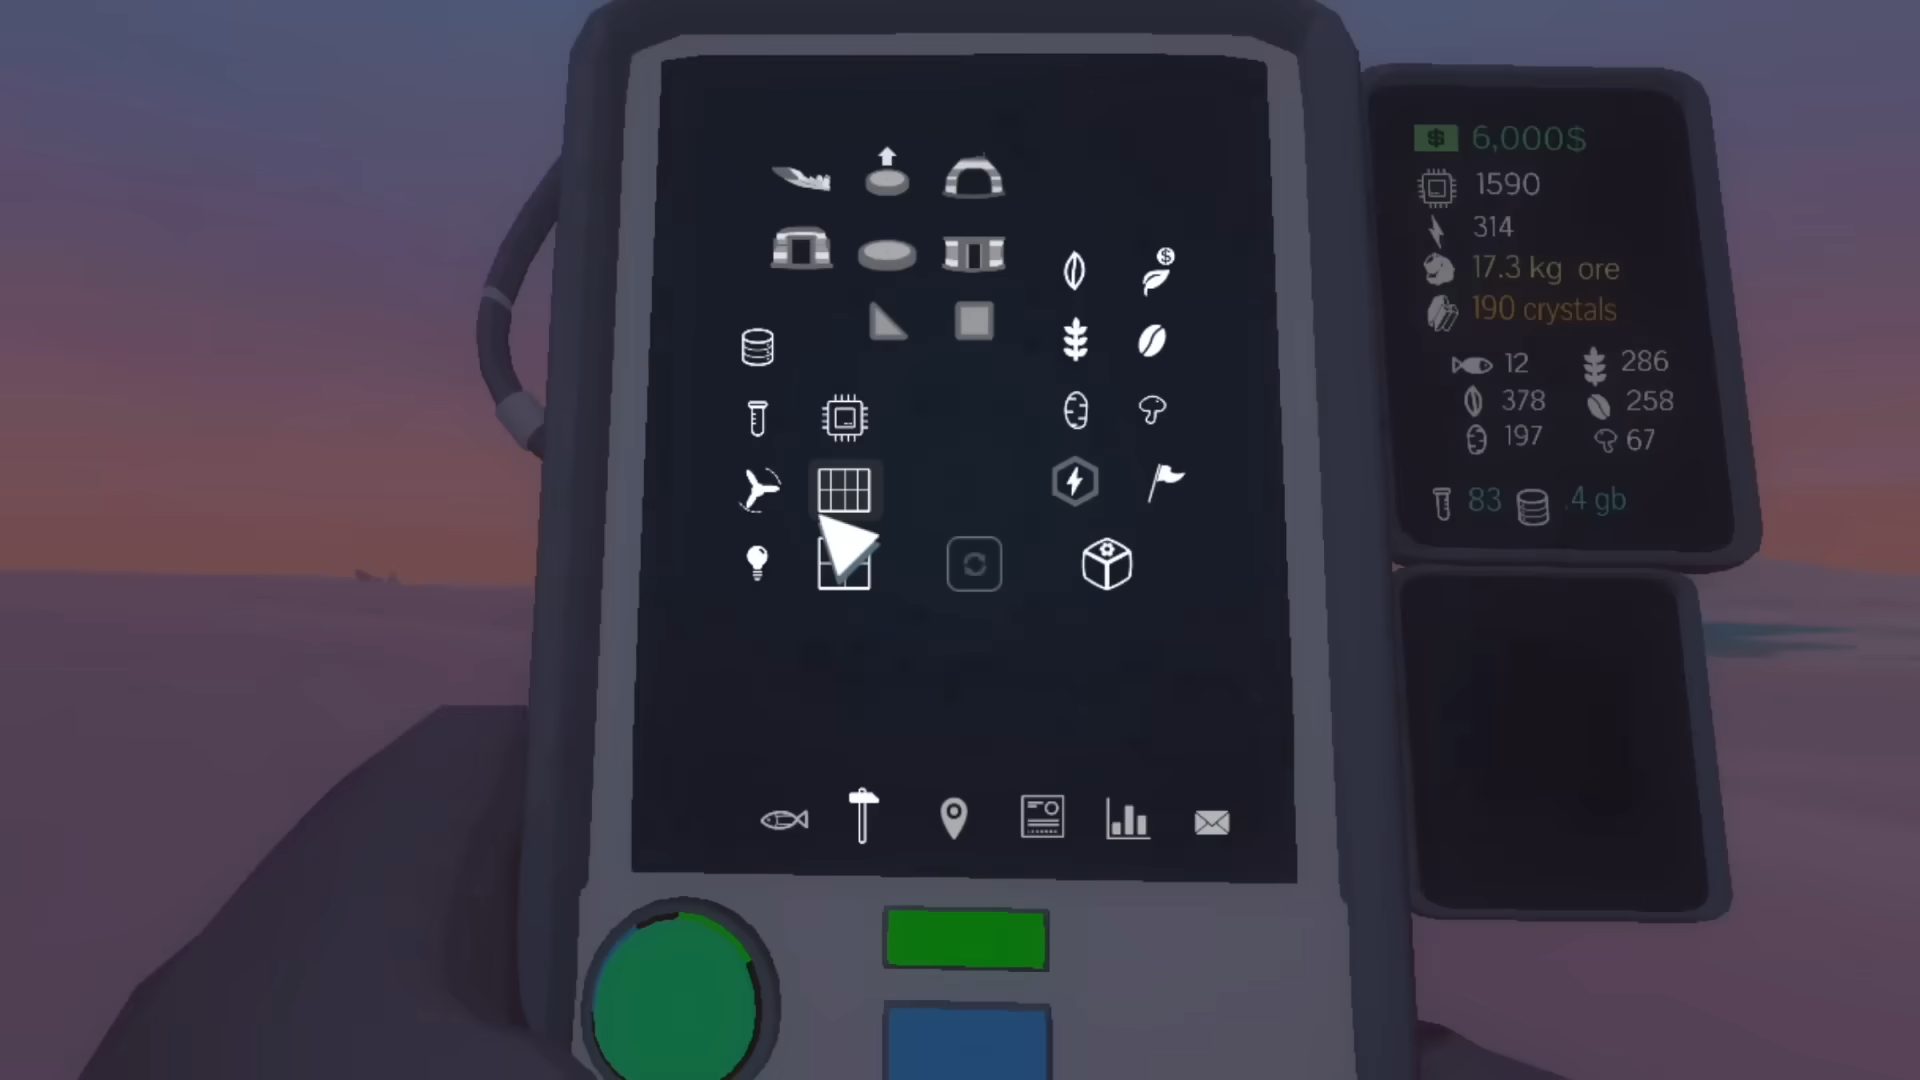 6,000$
1590
314
17.3 kg ore
190 crystals
12 286
378 258
197 67
83 .4 gb